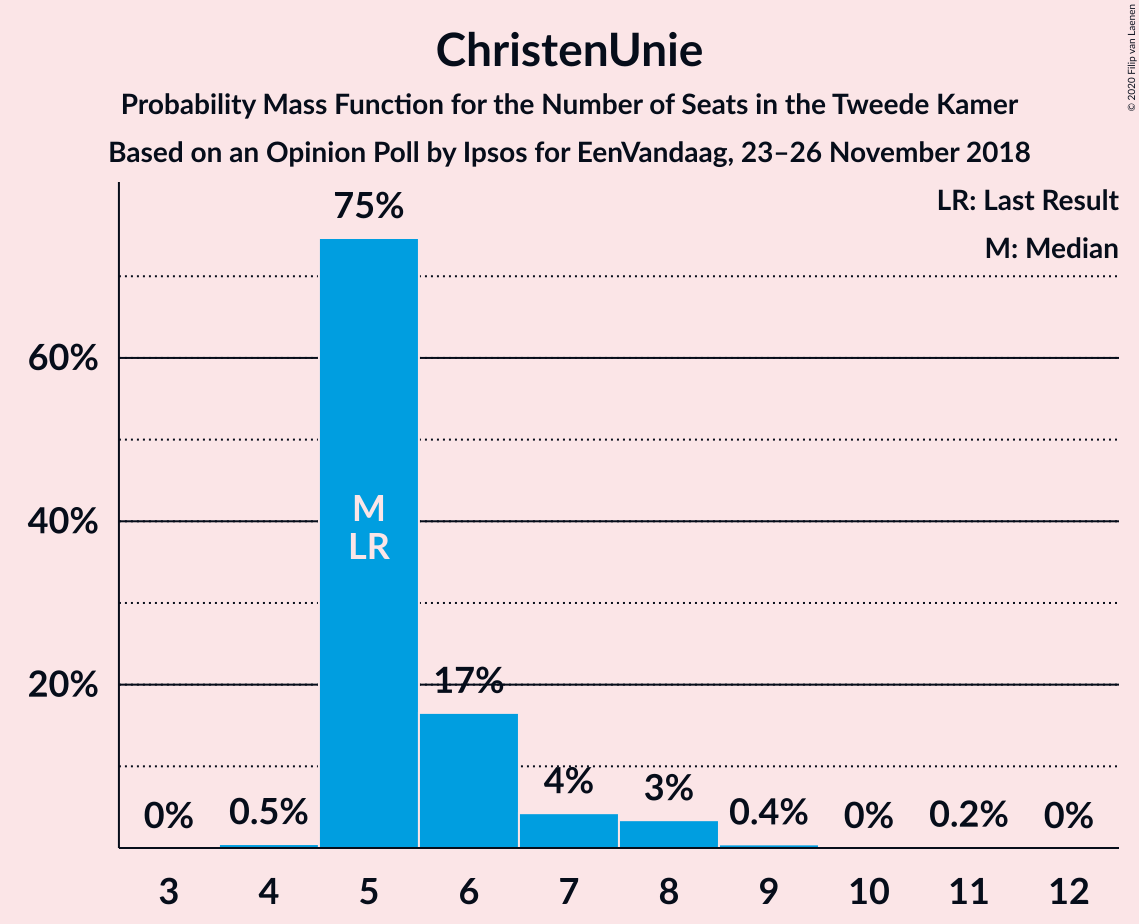 ChristenUnie
Probability Mass Function for the Number of Seats in the Tweede Kamer
Based on an Opinion Poll by Ipsos for EenVandaag, 23–26 November 2018
© 2020 Filip van Laenen
LR: Last Result
M: Median
75%
60%
40%
20%
M
LR
17%
0%
0.5%
4%
3%
0.4%
0%
0.2%
0%
3 4 5 6 7 8 9 10 11 12